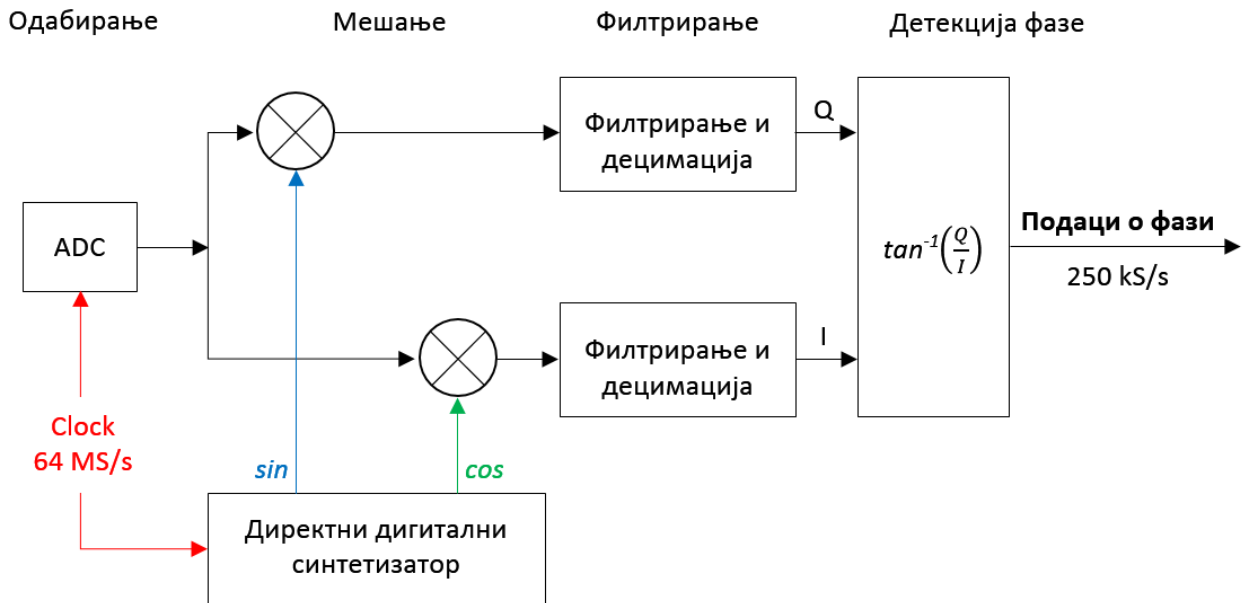 Одабирање
Мешање
Филтрирање
Детекција фазе
Филтрирање и
децимација
Q
ADC
tan⁻¹(Q/I)
Подаци о фази
250 kS/s
Филтрирање и
децимација
I
Clock
64 MS/s
sin
cos
Директни дигитални
синтетизатор